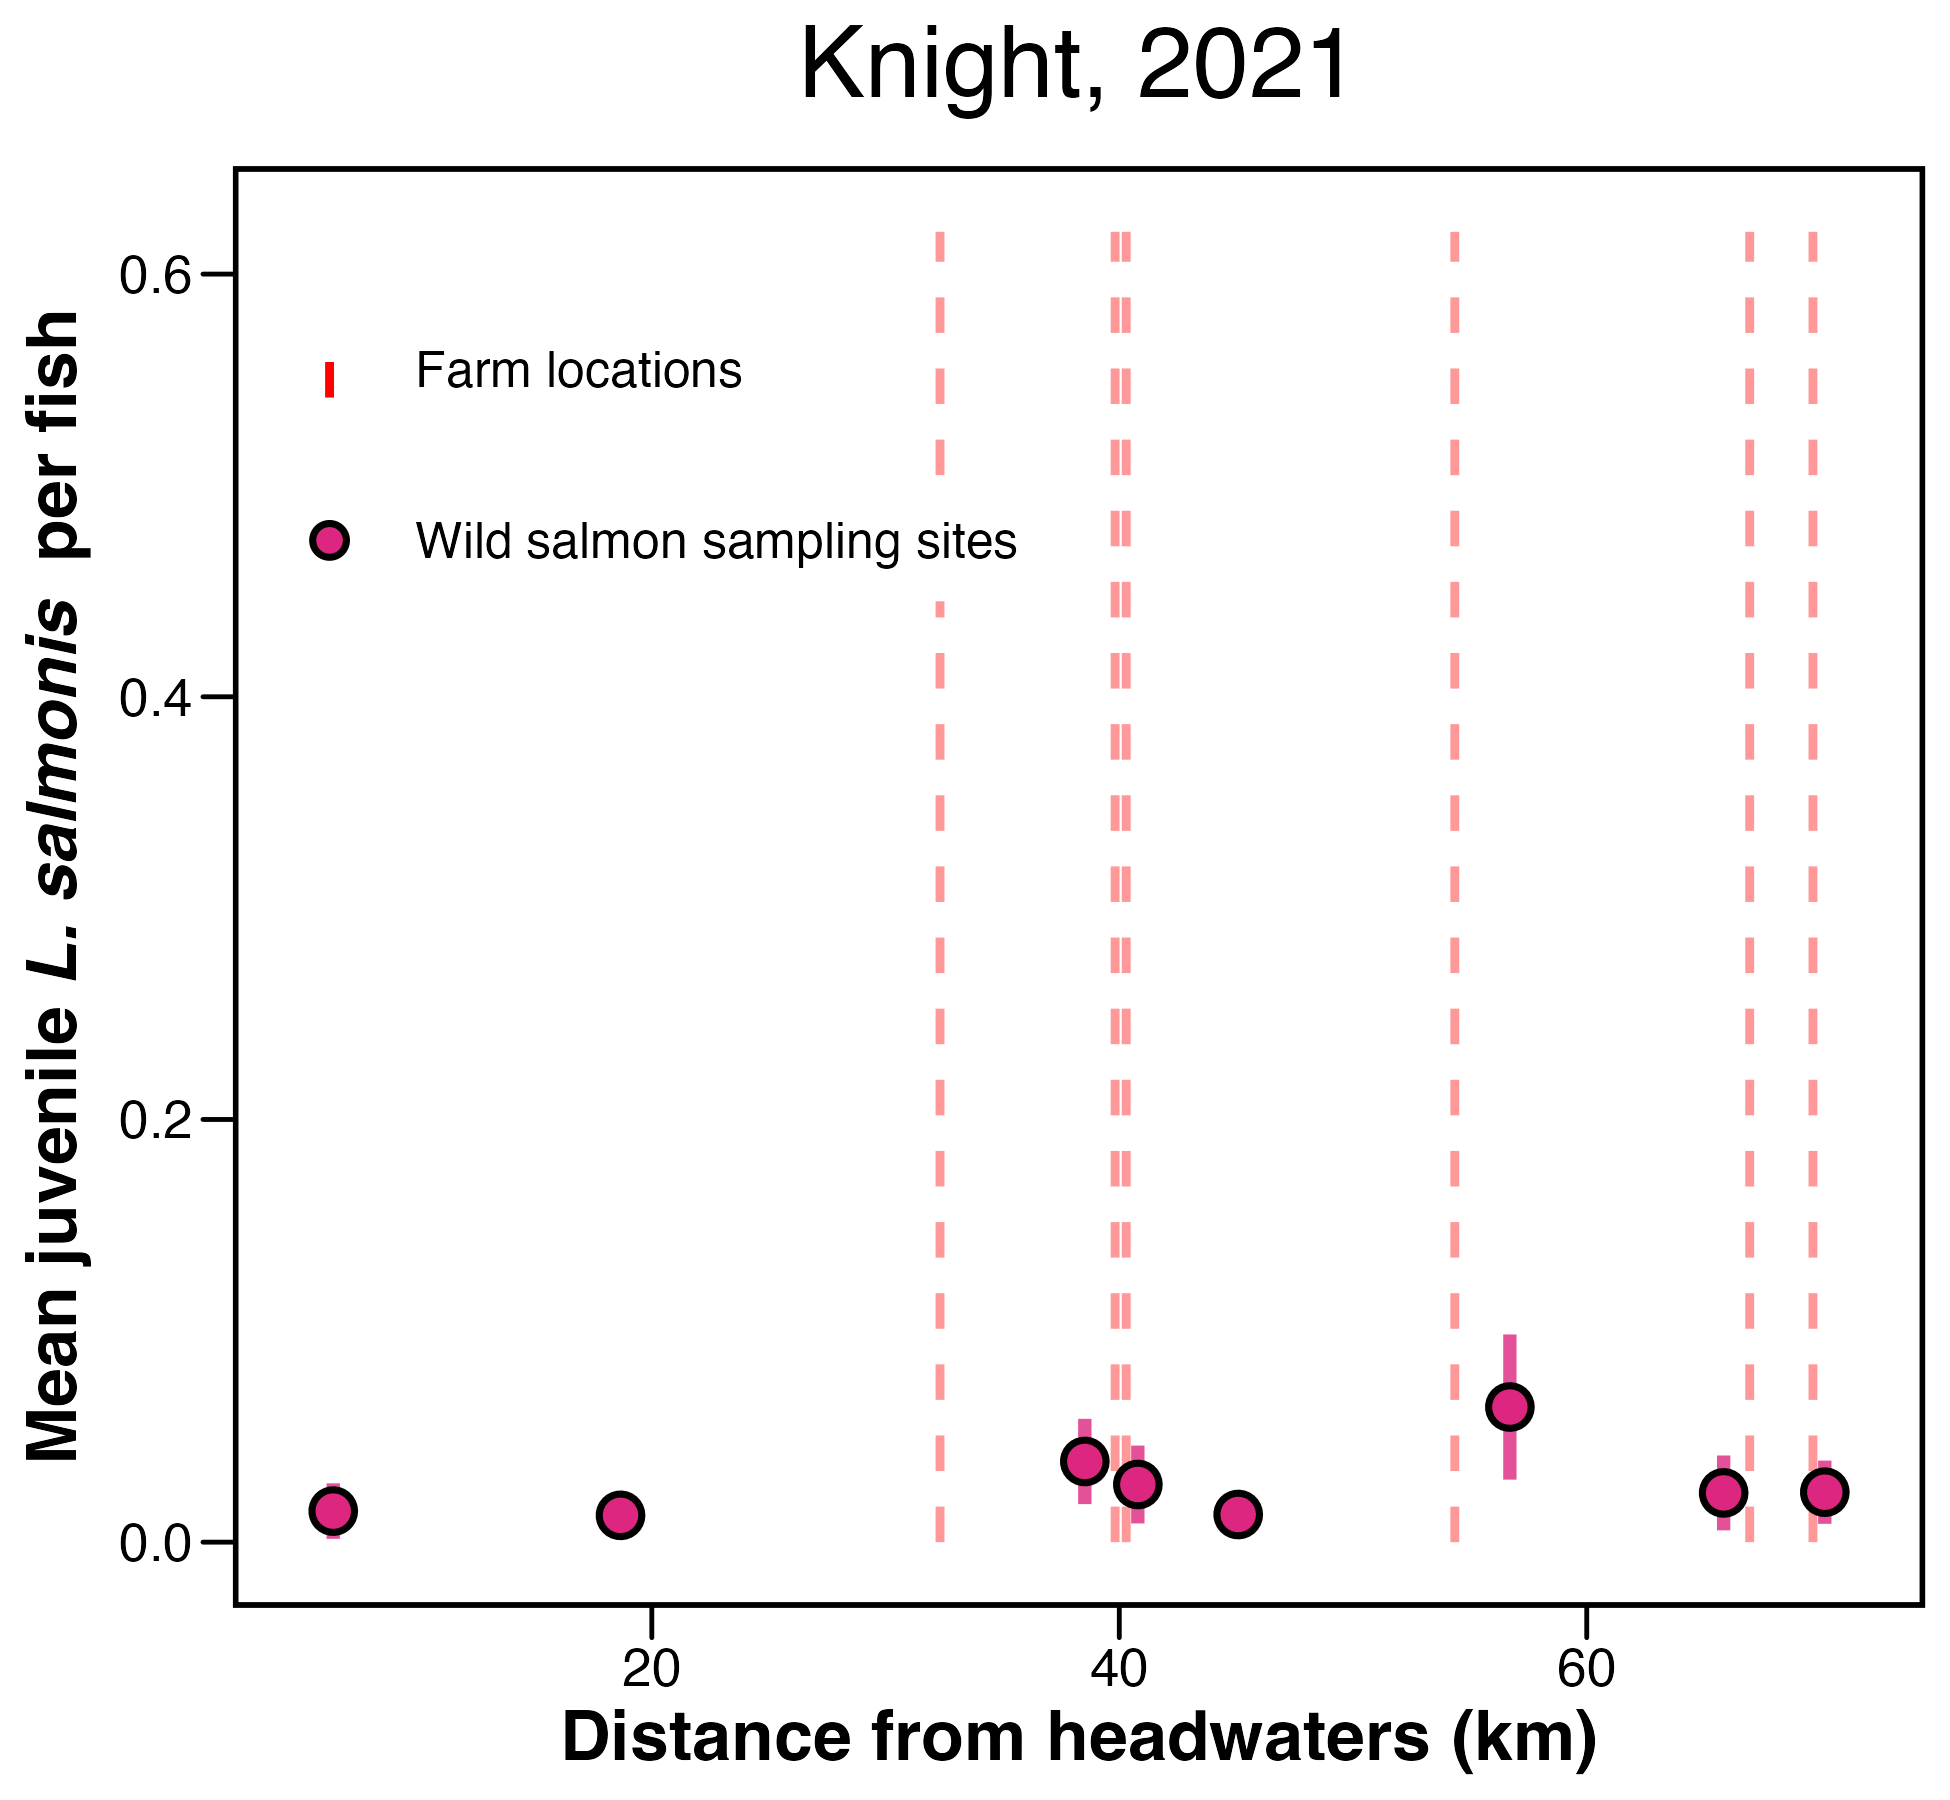 Knight, 2021
Mean juvenile L. salmonis per fish
0.6
0.4
0.2
0.0
Farm locations
Wild salmon sampling sites
20 40 60
Distance from headwaters (km)